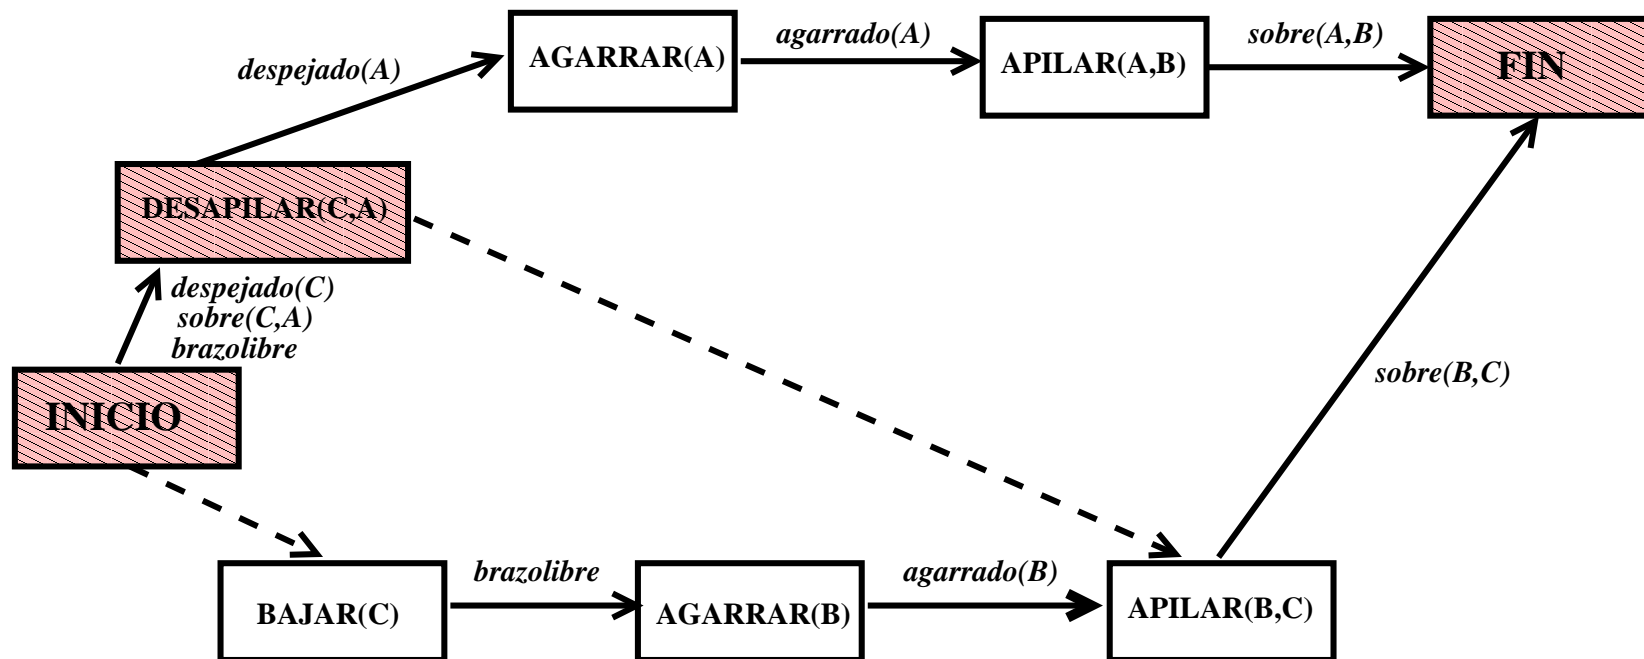 despejado(A)
AGARRAR(A)
agarrado(A)
APILAR(A,B)
sobre(A,B)
FIN
DESAPILAR(C,A)
despejado(C)
sobre(C,A)
brazolibre
INICIO
sobre(B,C)
BAJAR(C)
brazolibre
AGARRAR(B)
agarrado(B)
APILAR(B,C)